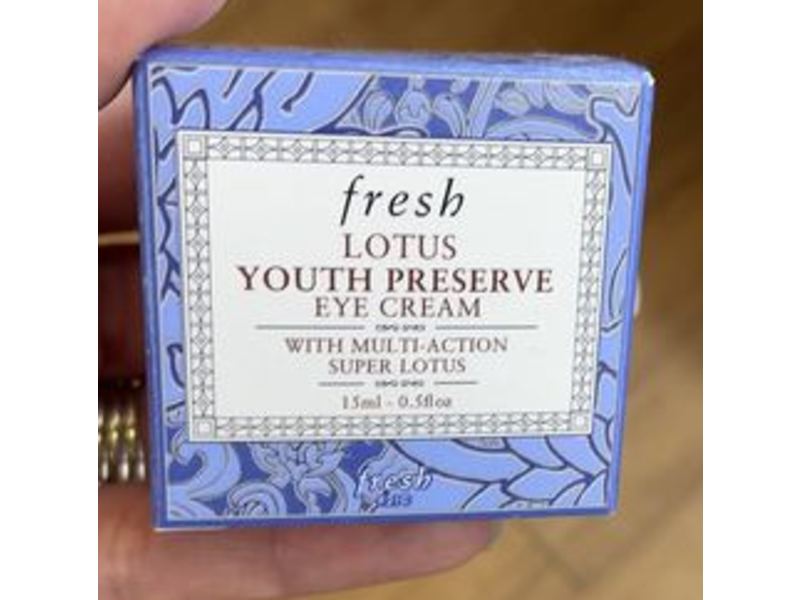 fresh
LOTUS
YOUTH PRESERVE
EYE CREAM
WITH MULTI-ACTION
SUPER LOTUS
15ml - 0.5floz
fresh